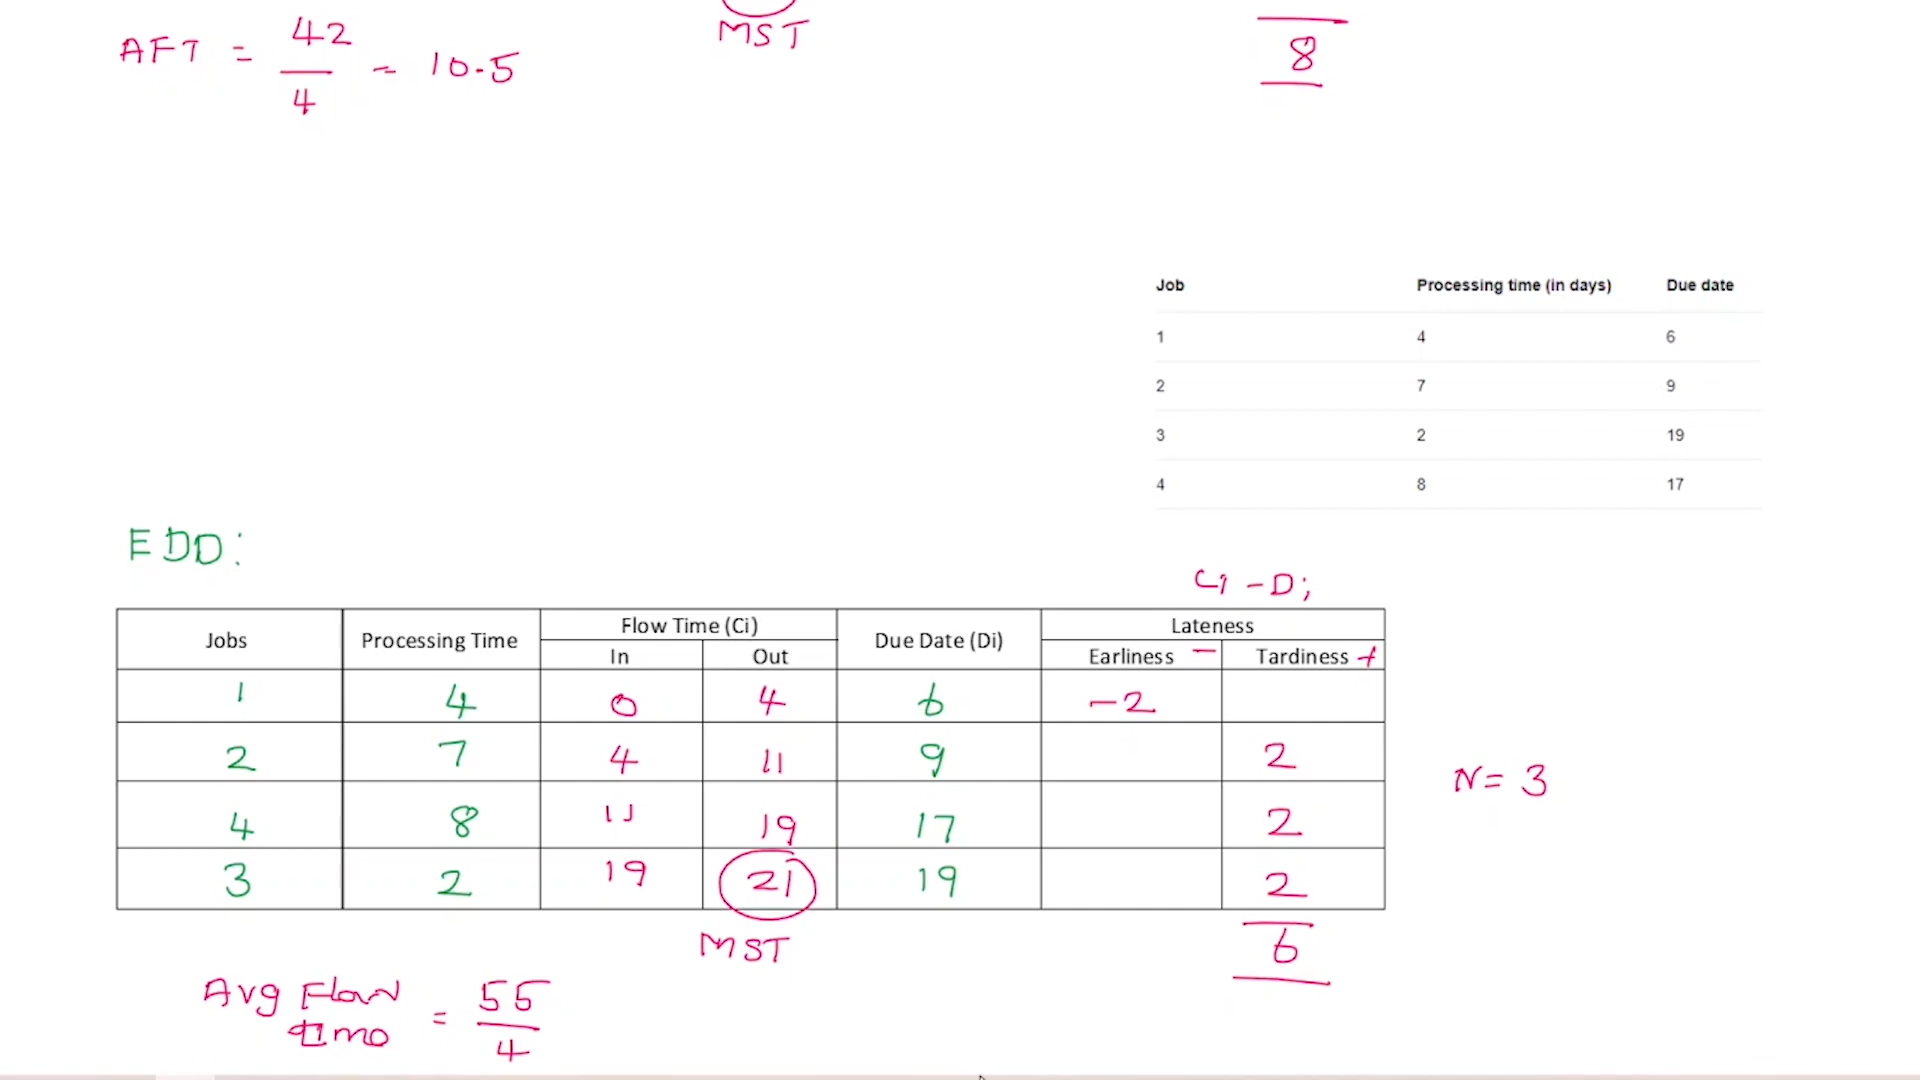 MST
AFT = 42/4 = 10.5
8
Job Processing time (in days) Due date
1 4 6
2 7 9
3 2 19
4 8 17
EDD:
Ci - Di
Jobs Processing Time Flow Time (Ci) Due Date (Di) Lateness
In Out Earliness − Tardiness +
1 4 0 4 6 -2
2 7 4 11 9 2
4 8 11 19 17 2
3 2 19 21 19 2
N = 3
MST
6
Avg Flow time = 55/4